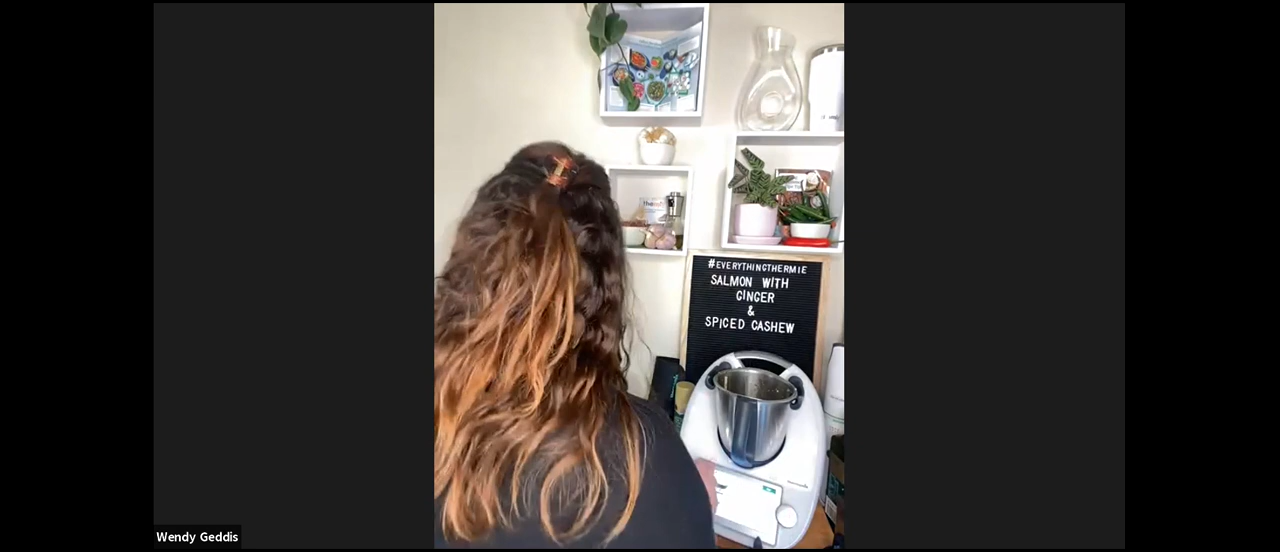 #EVERYTHINGTHERMIE
SALMON WITH
GINGER
&
SPICED CASHEW
Wendy Geddis